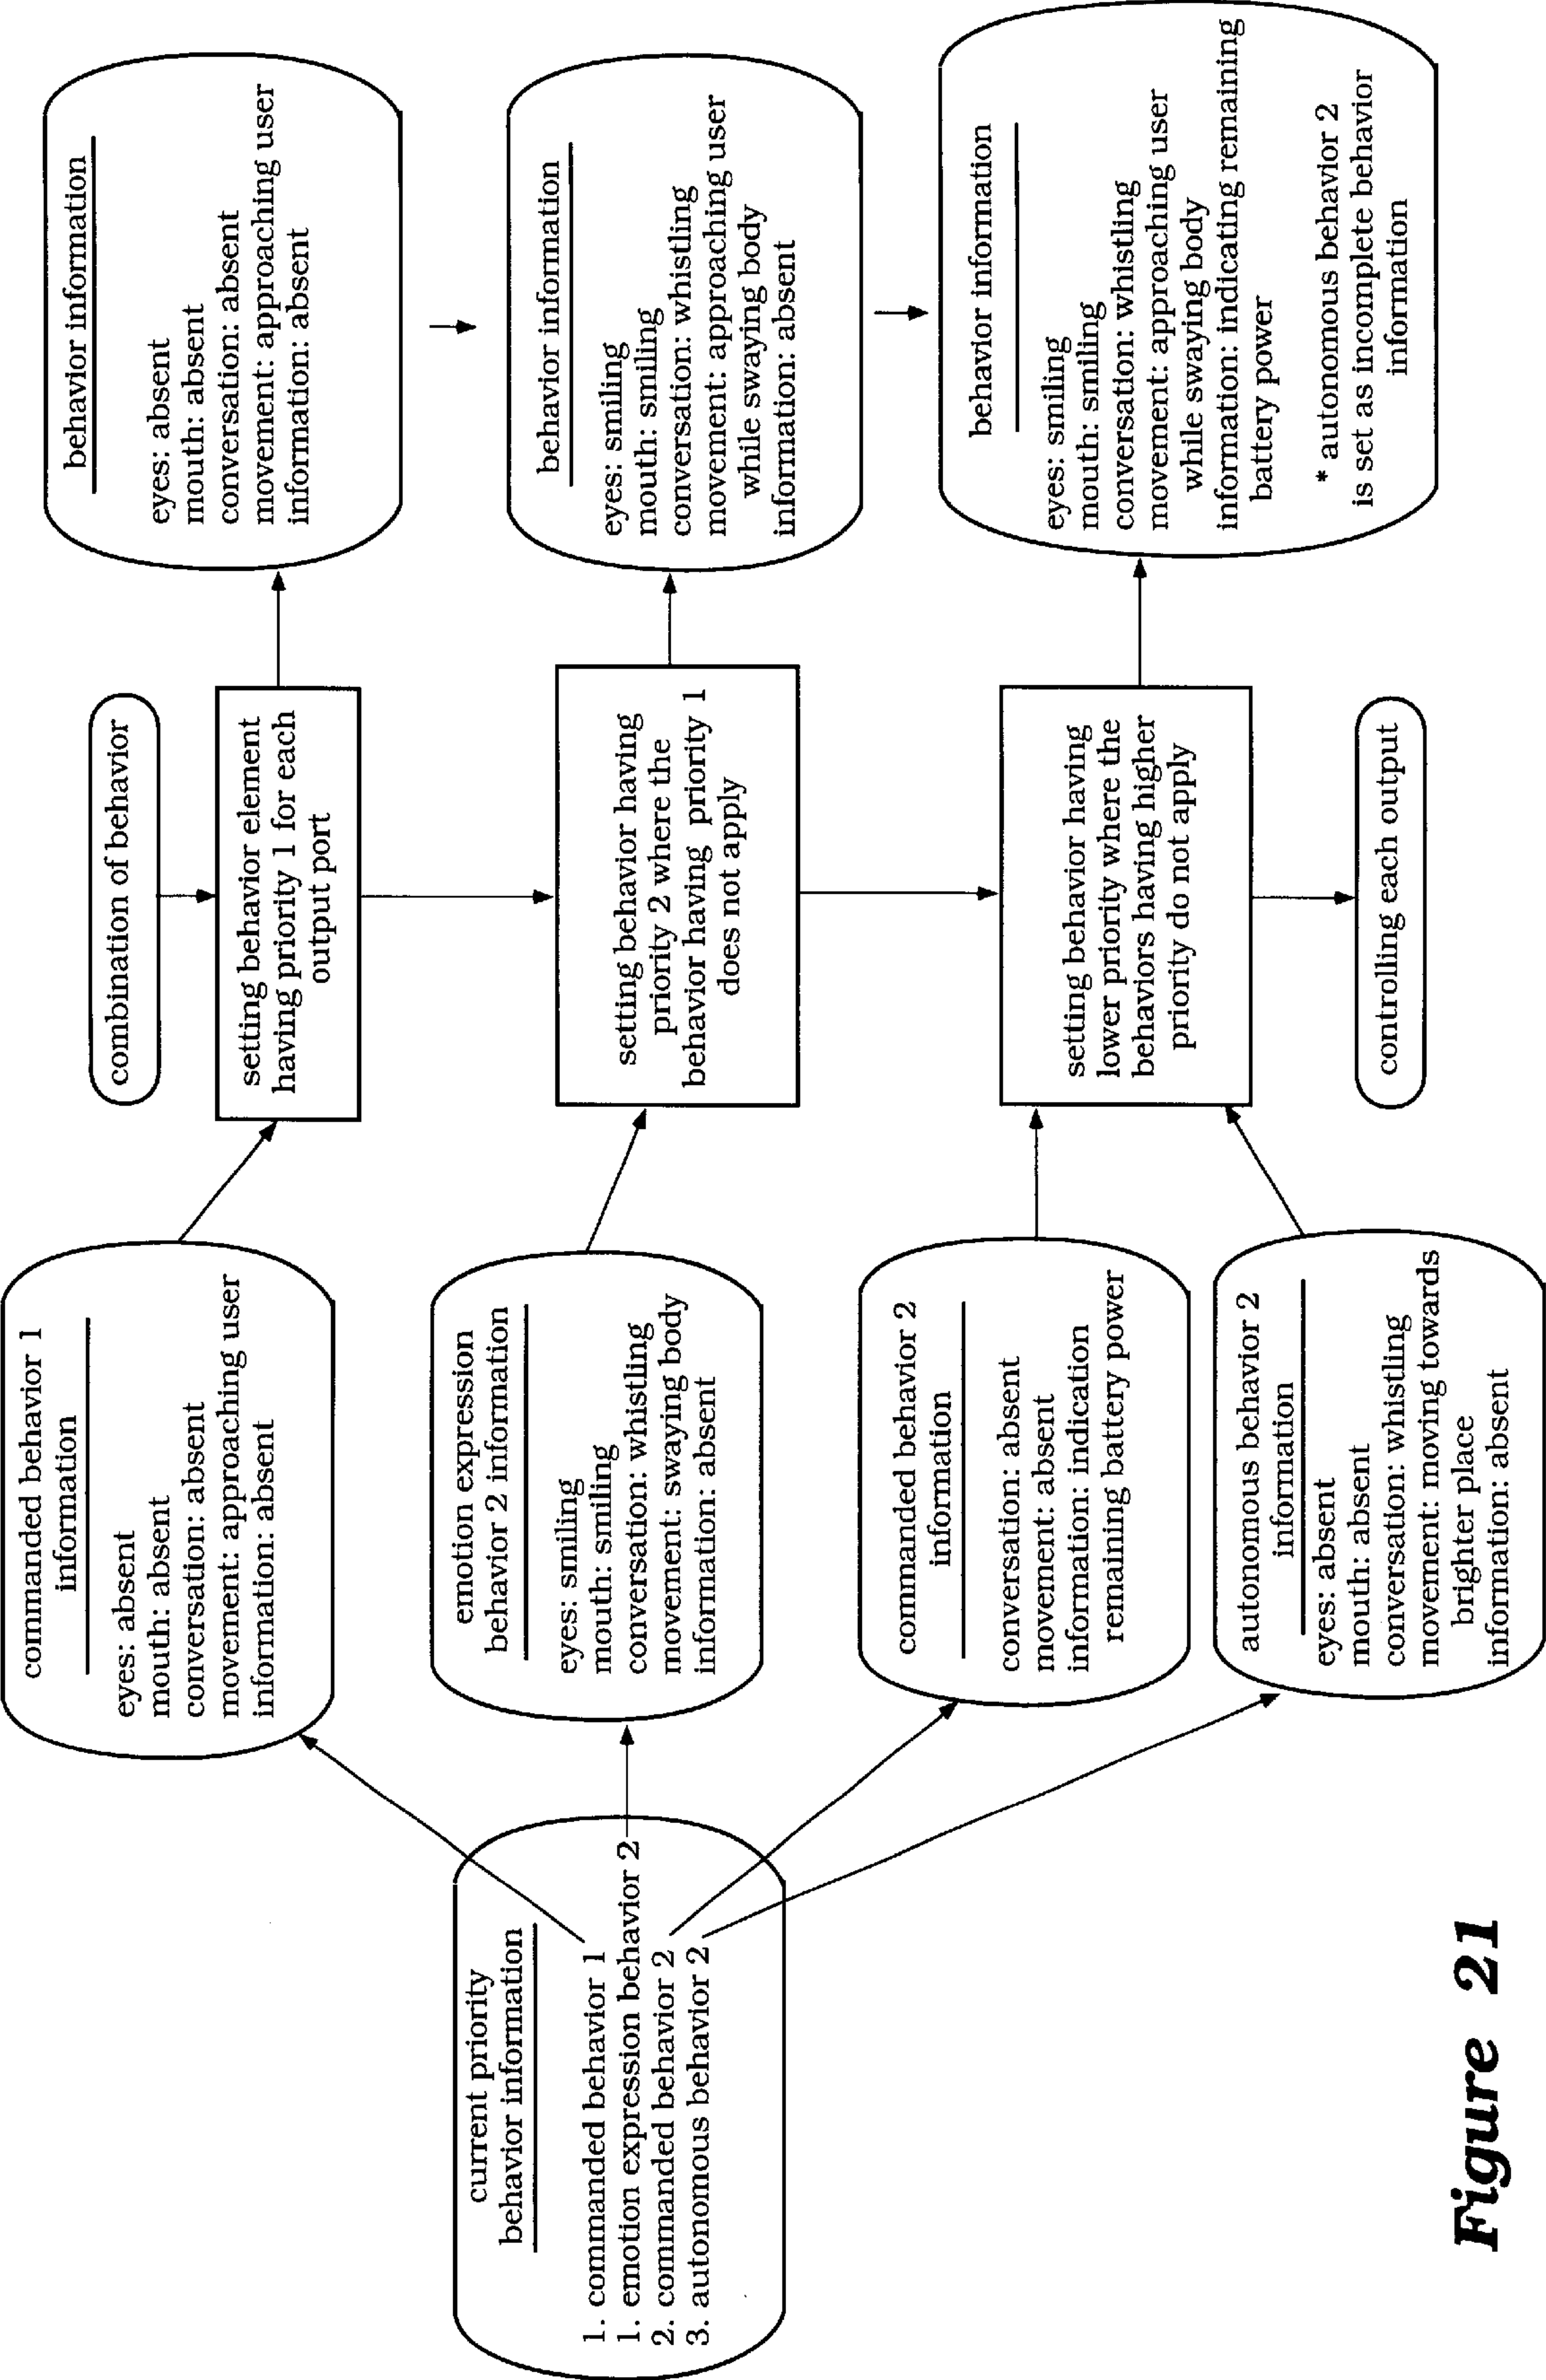 current priority
behavior information
1. commanded behavior 1
1. emotion expression behavior 2
2. commanded behavior 2
3. autonomous behavior 2
commanded behavior 1
information
eyes: absent
mouth: absent
conversation: absent
movement: approaching user
information: absent
emotion expression
behavior 2 information
eyes: smiling
mouth: smiling
conversation: whistling
movement: swaying body
information: absent
commanded behavior 2
information
conversation: absent
movement: absent
information: indication
remaining battery power
autonomous behavior 2
information
eyes: absent
mouth: absent
conversation: whistling
movement: moving towards
brighter place
information: absent
combination of behavior
setting behavior element
having priority 1 for each
output port
setting behavior having
priority 2 where the
behavior having priority 1
does not apply
setting behavior having
lower priority where the
behaviors having higher
priority do not apply
controlling each output
behavior information
eyes: absent
mouth: absent
conversation: absent
movement: approaching user
information: absent
behavior information
eyes: smiling
mouth: smiling
conversation: whistling
movement: approaching user
while swaying body
information: absent
behavior information
eyes: smiling
mouth: smiling
conversation: whistling
movement: approaching user
while swaying body
information: indicating remaining
battery power
* autonomous behavior 2
is set as incomplete behavior
information
Figure 21